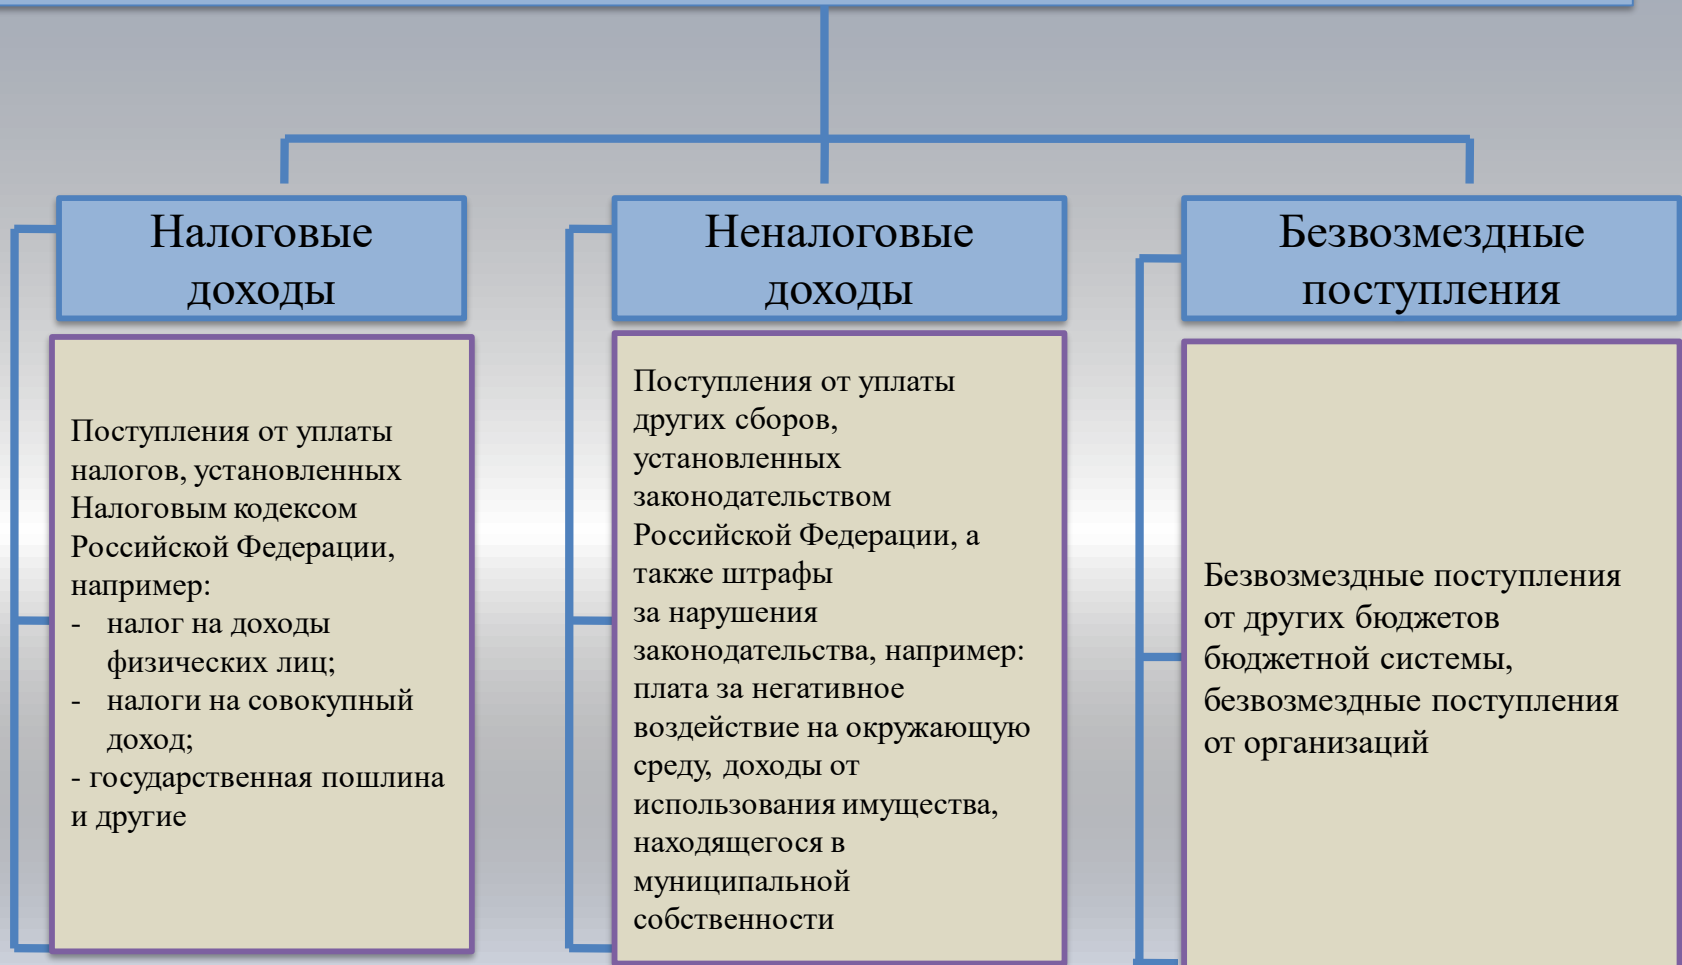 Налоговые
доходы
Поступления от уплаты
налогов, установленных
Налоговым кодексом
Российской Федерации,
например:
- налог на доходы
физических лиц;
- налоги на совокупный
доход;
- государственная пошлина
и другие
Неналоговые
доходы
Поступления от уплаты
других сборов,
установленных
законодательством
Российской Федерации, а
также штрафы
за нарушения
законодательства, например:
плата за негативное
воздействие на окружающую
среду, доходы от
использования имущества,
находящегося в
муниципальной
собственности
Безвозмездные
поступления
Безвозмездные поступления
от других бюджетов
бюджетной системы,
безвозмездные поступления
от организаций